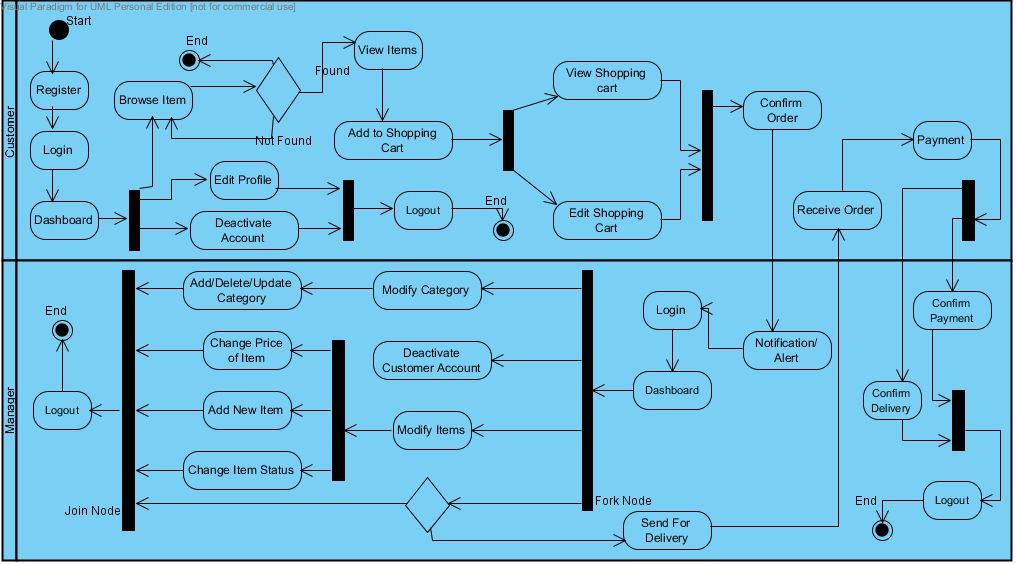 Visual Paradigm for UML Personal Edition [not for commercial use]
Start
End
View Items
Found
View Shopping
cart
Register
Browse Item
Confirm
Order
Customer
Not Found
Add to Shopping
Cart
Payment
Login
Edit Profile
End
Dashboard
Logout
Edit Shopping
Cart
Receive Order
Deactivate
Account
Add/Delete/Update
Category
Modify Category
Login
Confirm
Payment
End
Change Price
of Item
Deactivate
Customer Account
Notification/
Alert
Dashboard
Confirm
Delivery
Manager
Logout
Add New Item
Modify Items
Change Item Status
Join Node
Fork Node
End
Logout
Send For
Delivery